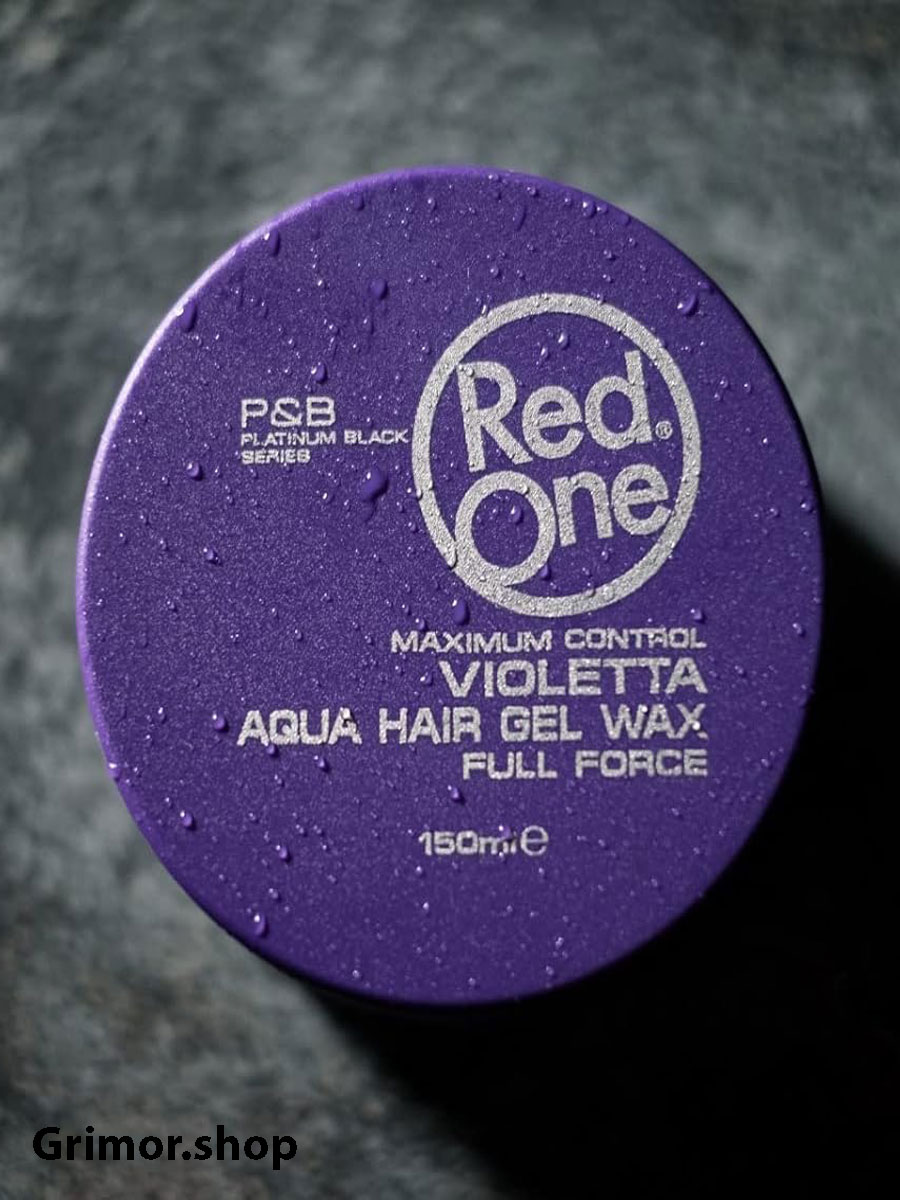 P&B
PLATINUM BLACK
SERIES
Red®
One
MAXIMUM CONTROL
VIOLETTA
AQUA HAIR GEL WAX
FULL FORCE
150ml e
Grimor.shop